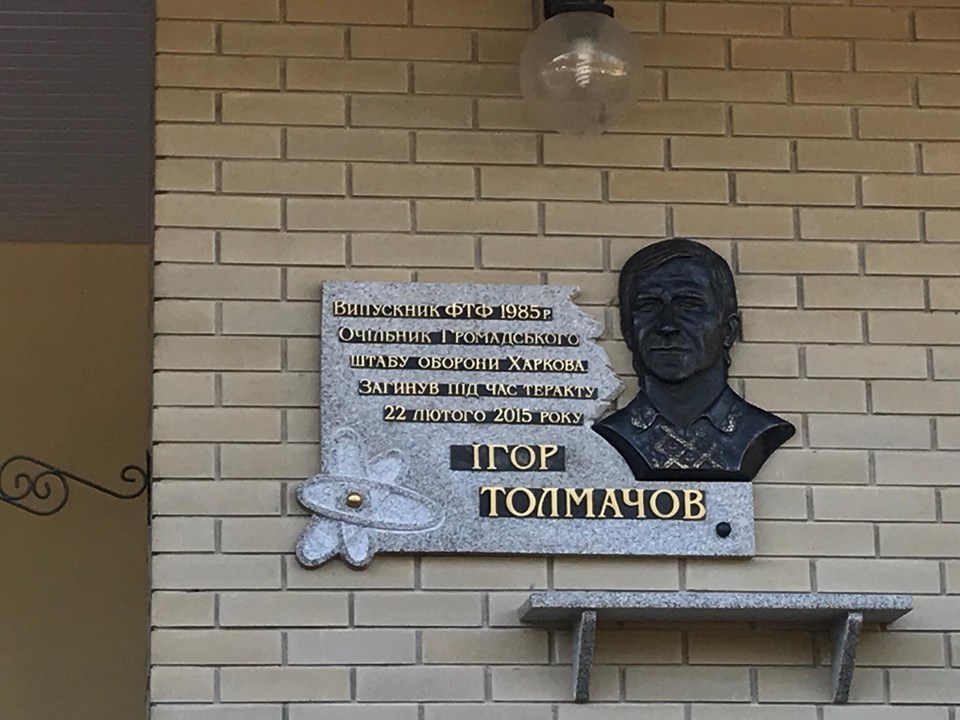 Випускник ФТФ 1985 р.
Очільник Громадського
штабу оборони Харкова
Загинув під час теракту
22 лютого 2015 року
ІГОР
ТОЛМАЧОВ